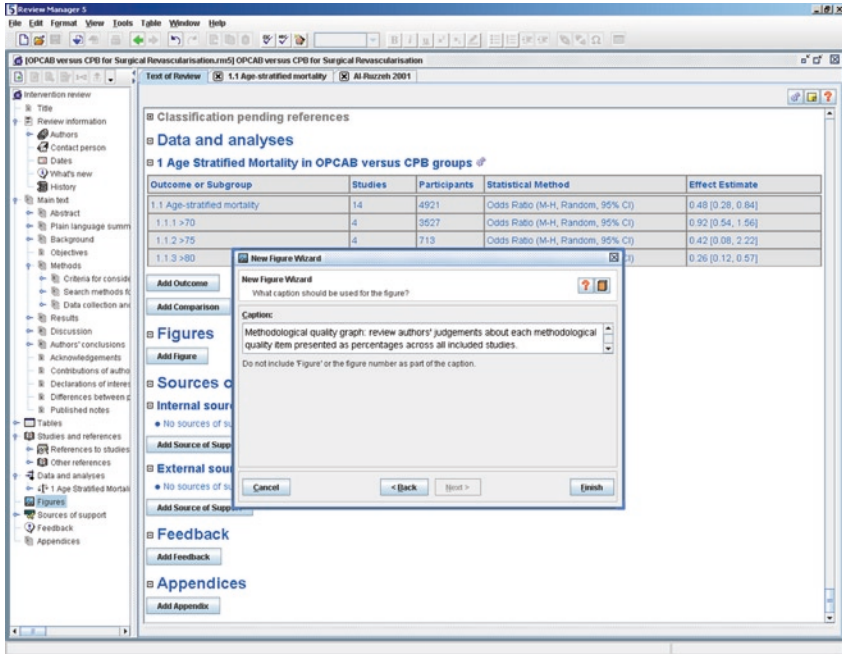 Review Manager 5
File Edit Format View Tools Table Window Help
[OPCAB versus CPB for Surgical Revascularisation.rm5] OPCAB versus CPB for Surgical Revascularisation
Text of Review 1.1 Age-stratified mortality Al-Ruzzeh 2001
Intervention review
Title
Review information
Authors
Contact person
Dates
What's new
History
Main text
Abstract
Plain language summ
Background
Objectives
Methods
Criteria for conside
Search methods fo
Data collection and
Results
Discussion
Authors' conclusions
Acknowledgements
Contributions of autho
Declarations of interes
Differences between p
Published notes
Tables
Studies and references
References to studies
Other references
Data and analyses
1 Age Stratified Mortali
Figures
Sources of support
Feedback
Appendices
Classification pending references
Data and analyses
1 Age Stratified Mortality in OPCAB versus CPB groups
Outcome or Subgroup Studies Participants Statistical Method Effect Estimate
1.1 Age-stratified mortality 14 4921 Odds Ratio (M-H, Random, 95% CI) 0.48 [0.28, 0.84]
1.1.1 >70 4 3527 Odds Ratio (M-H, Random, 95% CI) 0.92 [0.54, 1.56]
1.1.2 >75 4 713 Odds Ratio (M-H, Random, 95% CI) 0.42 [0.08, 2.22]
1.1.3 >80 0.26 [0.12, 0.57]
Add Outcome
Add Comparison
Figures
Add Figure
Sources o
Internal sour
No sources of su
Add Source of Supp
External sou
No sources of su
Add Source of Support
Feedback
Add Feedback
Appendices
Add Appendix
New Figure Wizard
New Figure Wizard
What caption should be used for the figure?
Caption:
Methodological quality graph: review authors' judgements about each methodological
quality item presented as percentages across all included studies.
Do not include 'Figure' or the figure number as part of the caption.
Cancel < Back Next > Finish